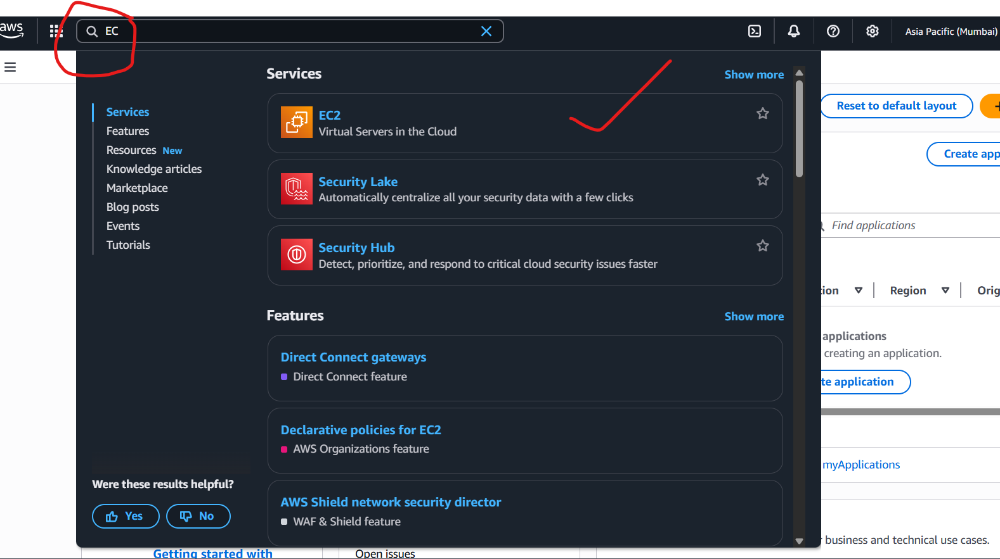 aws
EC
Asia Pacific (Mumbai)
Services
Features
Resources New
Knowledge articles
Marketplace
Blog posts
Events
Tutorials
Were these results helpful?
Yes
No
Services
Show more
EC2
Virtual Servers in the Cloud
Security Lake
Automatically centralize all your security data with a few clicks
Security Hub
Detect, prioritize, and respond to critical cloud security issues faster
Features
Show more
Direct Connect gateways
Direct Connect feature
Declarative policies for EC2
AWS Organizations feature
AWS Shield network security director
WAF & Shield feature
Reset to default layout
Create app
Find applications
tion
Region
Orig
applications
creating an application.
te application
myApplications
business and technical use cases.
Getting started with
Open issues